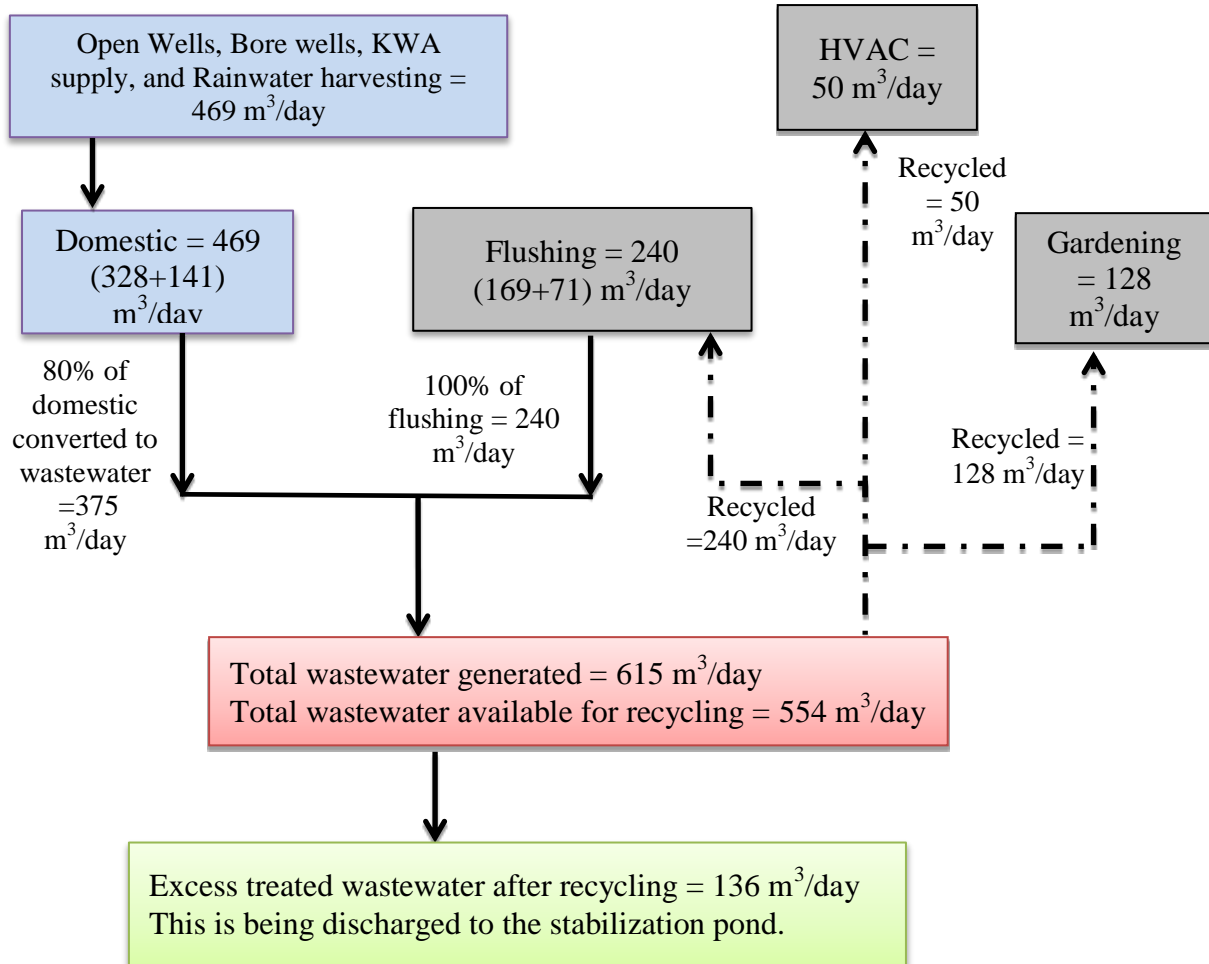 Open Wells, Bore wells, KWA
supply, and Rainwater harvesting =
469 m³/day
HVAC =
50 m³/day
Recycled
= 50
m³/day
Domestic = 469
(328+141)
m³/day
Flushing = 240
(169+71) m³/day
Gardening
= 128
m³/day
80% of
domestic
converted to
wastewater
=375
m³/day
100% of
flushing = 240
m³/day
Recycled =
128 m³/day
Recycled
=240 m³/day
Total wastewater generated = 615 m³/day
Total wastewater available for recycling = 554 m³/day
Excess treated wastewater after recycling = 136 m³/day
This is being discharged to the stabilization pond.